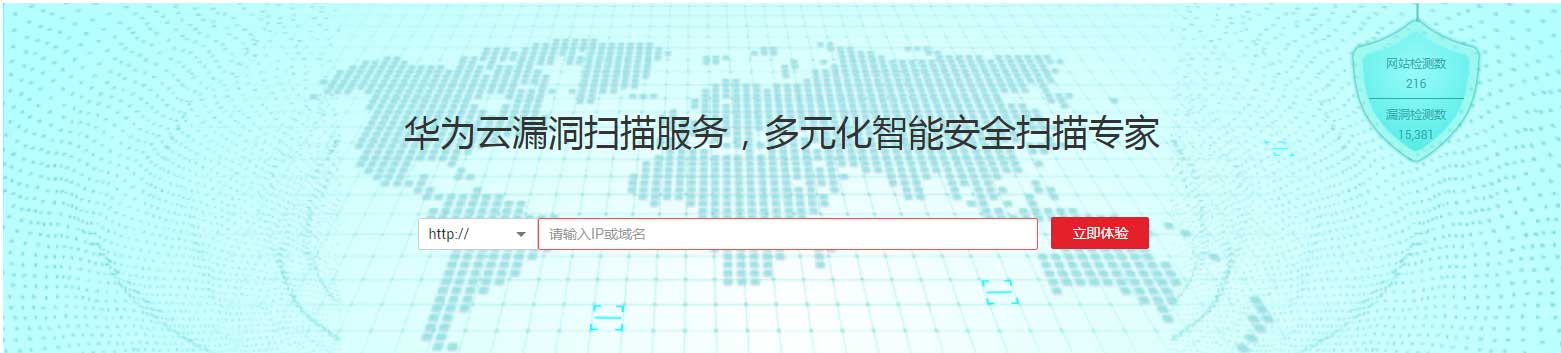 网站检测数
216
漏洞检测数
15,381
华为云漏洞扫描服务，多元化智能安全扫描专家
http:// 请输入IP或域名 立即体验